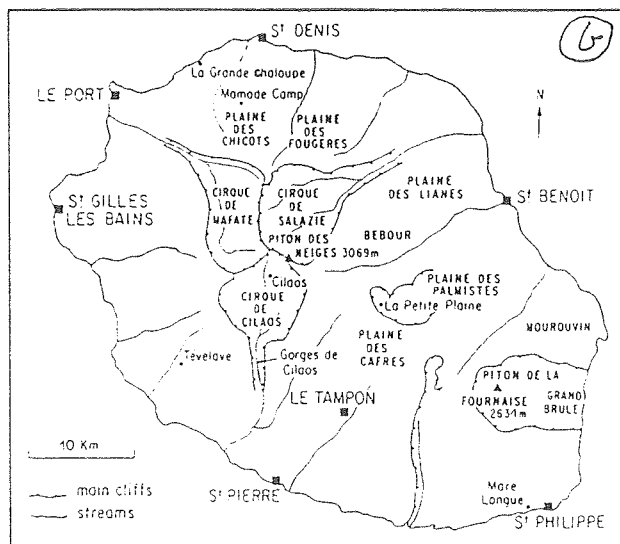 St DENIS
La Grande Chaloupe
LE PORT
Mamode Camp
PLAINE
DES
CHICOTS
PLAINE
DES
FOUGERES
N
CIRQUE
DE
MAFATE
CIRQUE
DE
SALAZIE
PLAINE
DES LIANES
St GILLES
LES BAINS
St BENOIT
BEBOUR
PITON DES
NEIGES 3069m
Cilaos
CIRQUE
DE
CILAOS
PLAINE DES
PALMISTES
La Petite Plaine
PLAINE
DES
CAFRES
MOUROUVIN
Tévelave
Gorges de
Cilaos
PITON DE LA
FOURNAISE
2631m
GRAND
BRULE
LE TAMPON
10 Km
main cliffs
streams
St PIERRE
Mare
Longue
St PHILIPPE